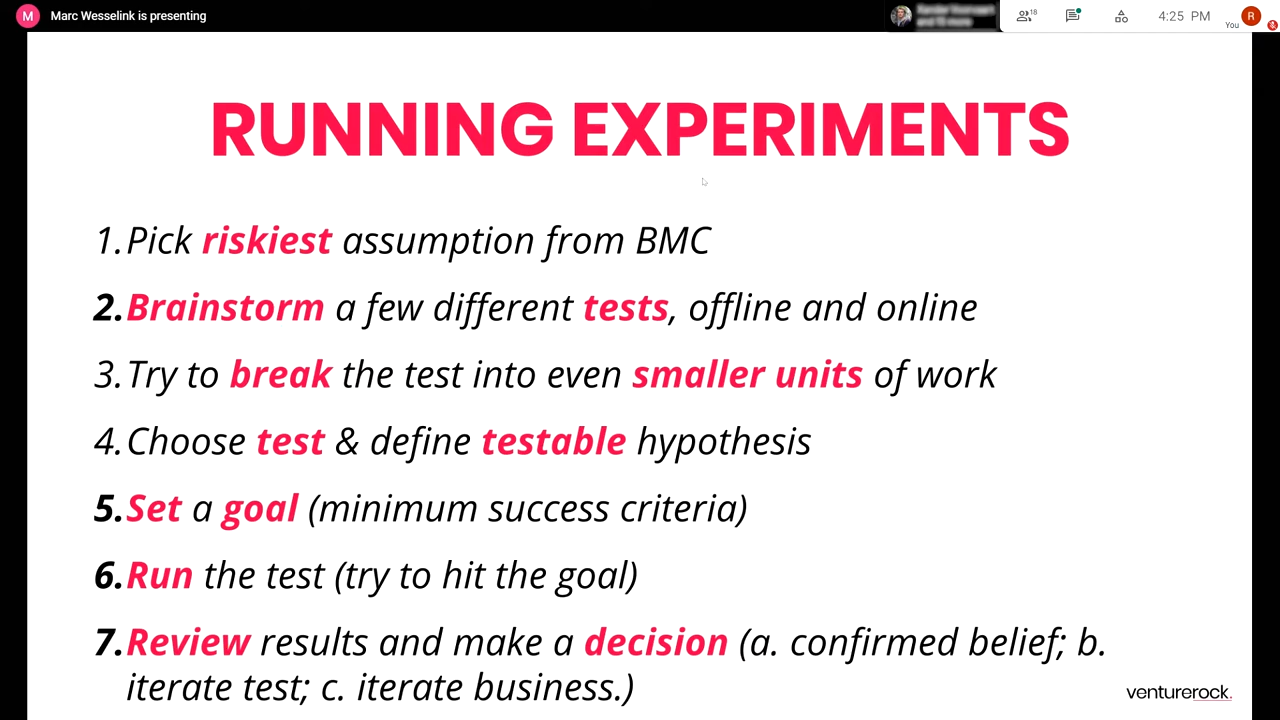 M Marc Wesselink is presenting
18
4:25 PM
You
R
RUNNING EXPERIMENTS
1. Pick riskiest assumption from BMC
2. Brainstorm a few different tests, offline and online
3. Try to break the test into even smaller units of work
4. Choose test & define testable hypothesis
5. Set a goal (minimum success criteria)
6. Run the test (try to hit the goal)
7. Review results and make a decision (a. confirmed belief; b.
iterate test; c. iterate business.)
venturerock.